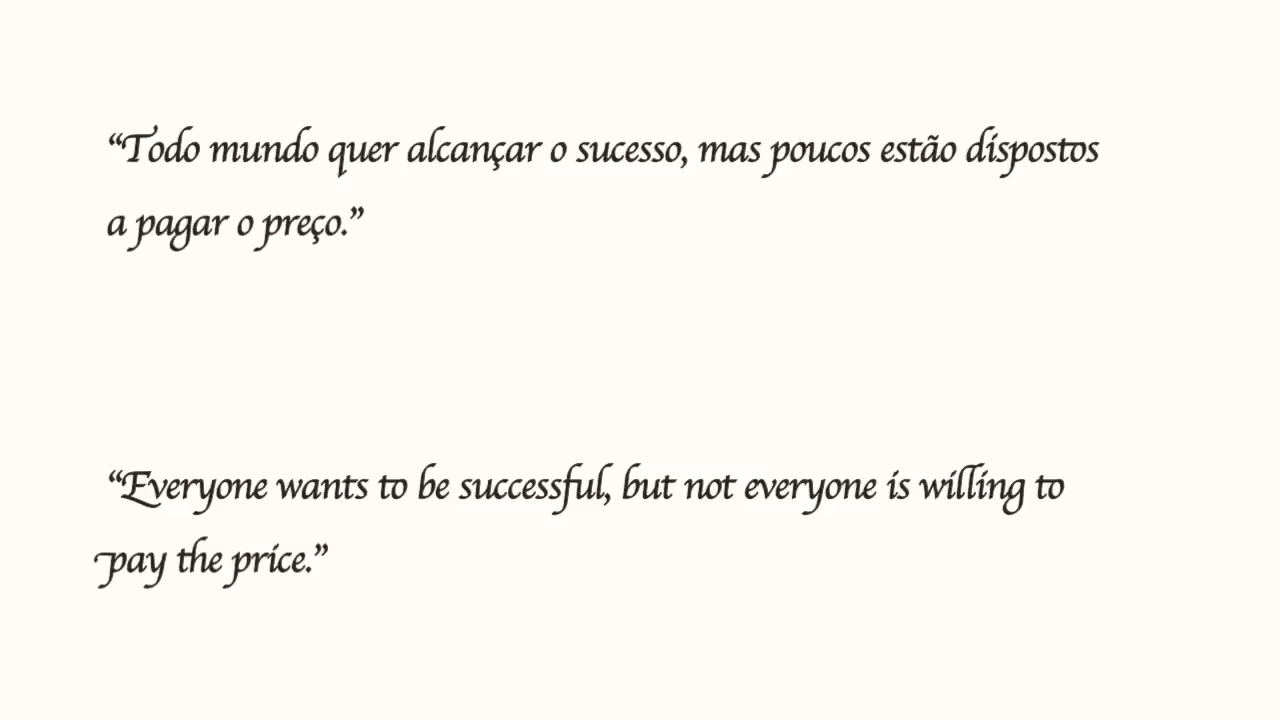 “Todo mundo quer alcançar o sucesso, mas poucos estão dispostos
a pagar o preço.”
“Everyone wants to be successful, but not everyone is willing to
pay the price.”